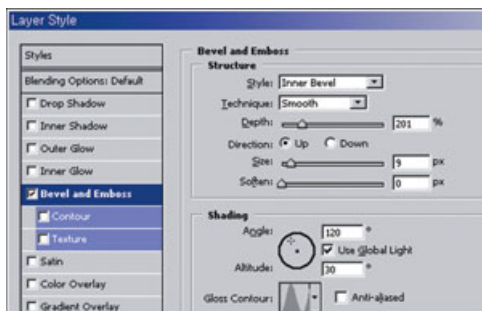 Layer Style
Styles
Blending Options: Default
Drop Shadow
Inner Shadow
Outer Glow
Inner Glow
Bevel and Emboss
Contour
Texture
Satin
Color Overlay
Gradient Overlay
Bevel and Emboss
Structure
Style: Inner Bevel
Technique: Smooth
Depth: 201 %
Direction: Up Down
Size: 9 px
Soften: 0 px
Shading
Angle: 120 °
Use Global Light
Altitude: 30 °
Gloss Contour: Anti-aliased